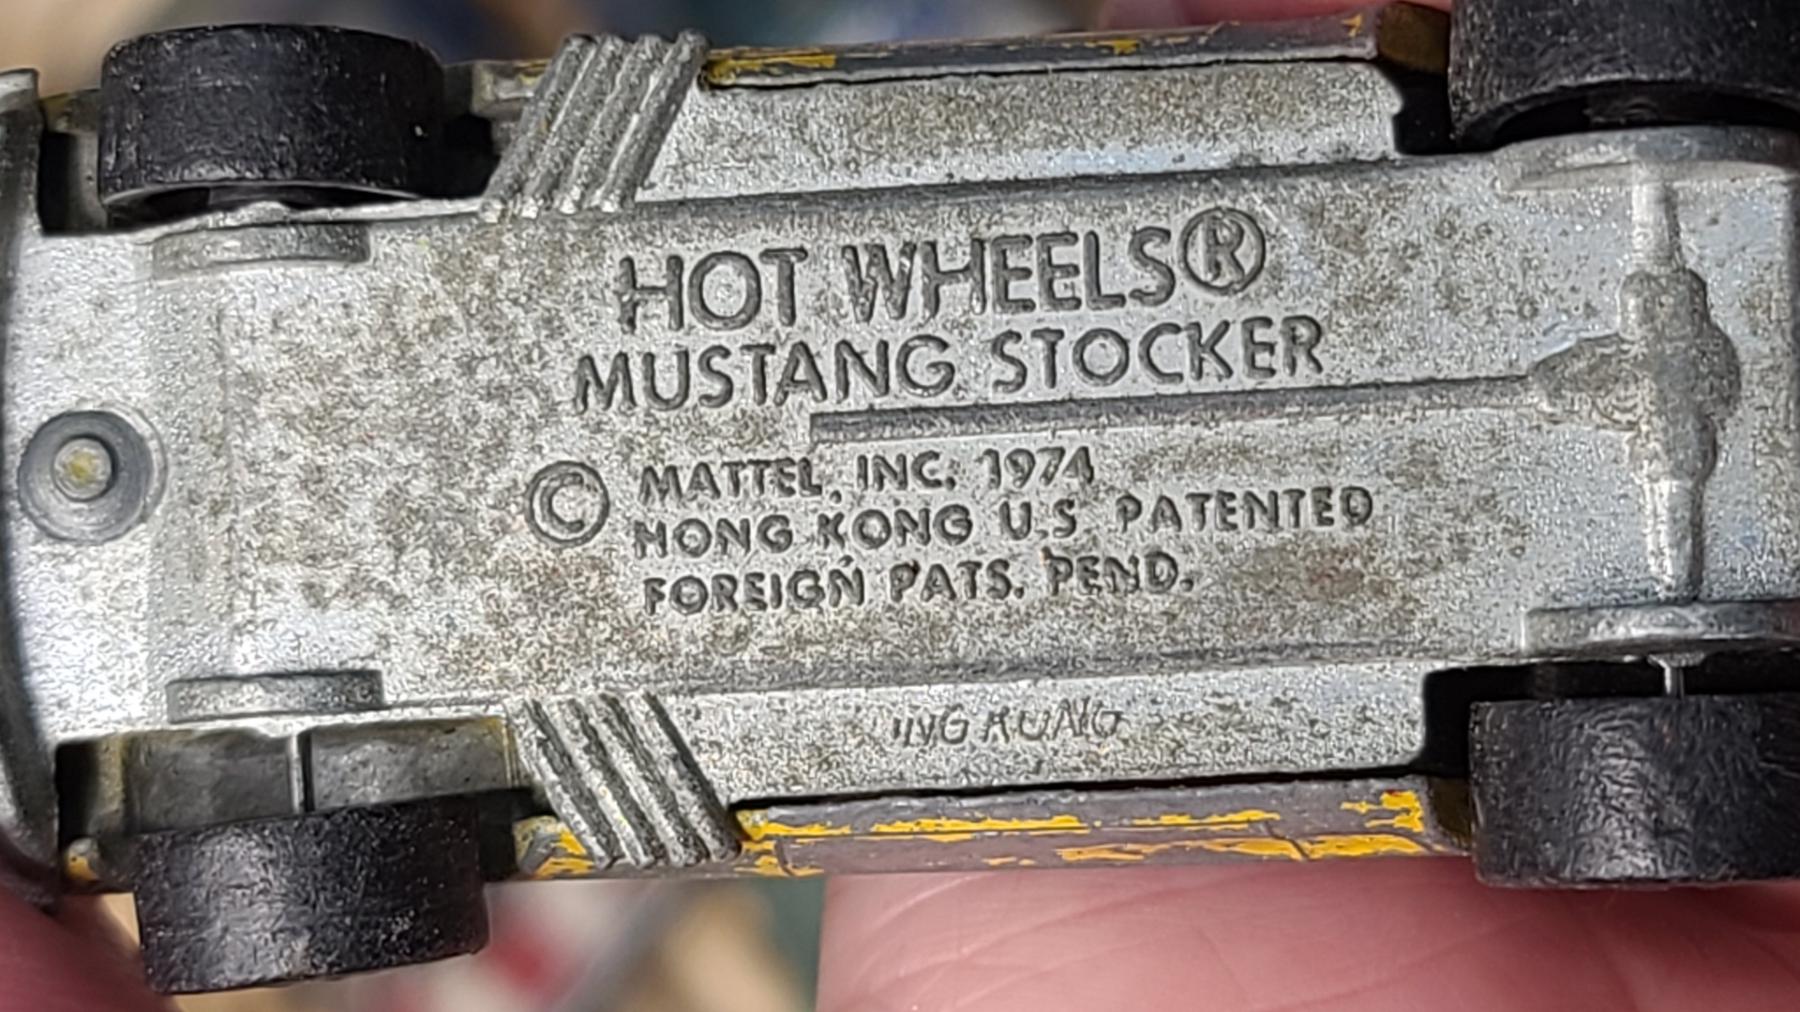 HOT WHEELS®
MUSTANG STOCKER
© MATTEL, INC. 1974
HONG KONG U.S PATENTED
FOREIGN PATS. PEND.